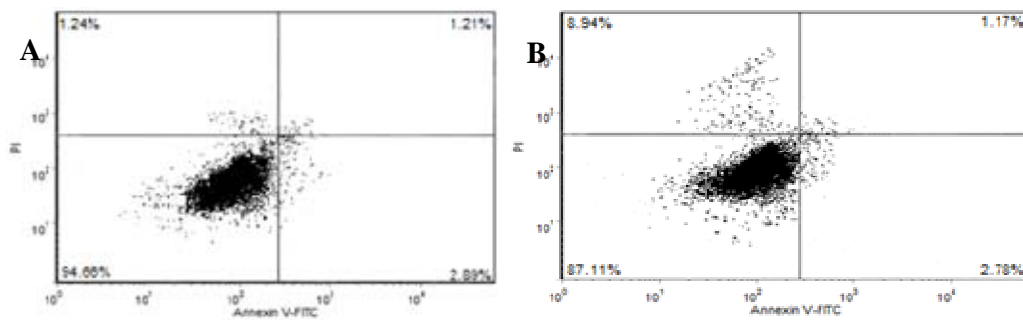 1.24% 1.21%
A
94.66% 2.89%
PI
10⁰ 10¹ 10² 10³ 10⁴
Annexin V-FITC
8.94% 1.17%
B
87.11% 2.78%
PI
10⁰ 10¹ 10² 10³ 10⁴
Annexin V-FITC